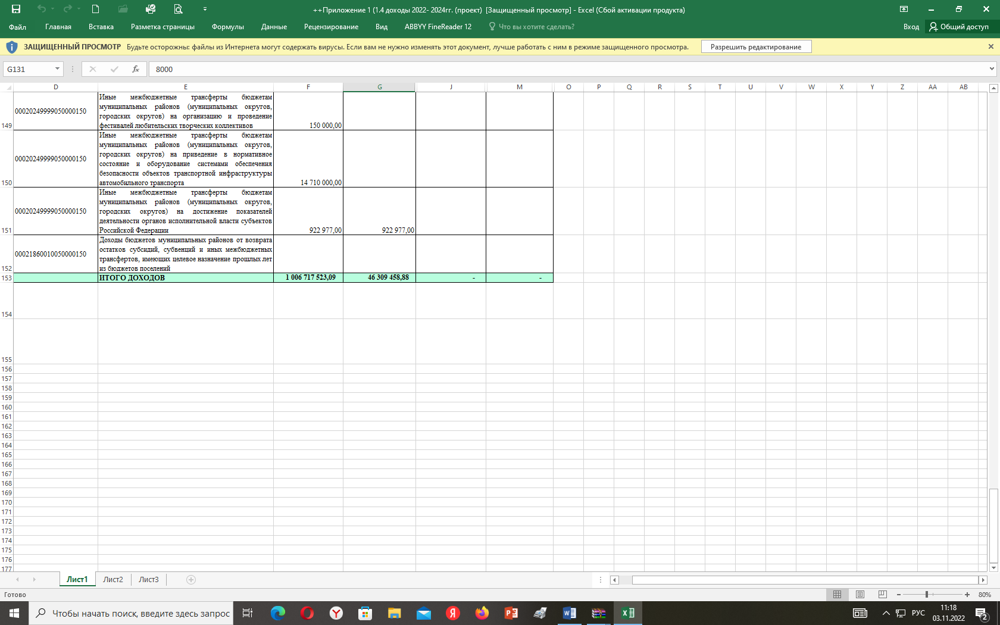 ++Приложение 1 (1.4 доходы 2022- 2024гг. (проект) [Защищенный просмотр] - Excel (Сбой активации продукта)
Файл Главная Вставка Разметка страницы Формулы Данные Рецензирование Вид ABBYY FineReader 12 Что вы хотите сделать? Вход Общий доступ
ЗАЩИЩЕННЫЙ ПРОСМОТР Будьте осторожны: файлы из Интернета могут содержать вирусы. Если вам не нужно изменять этот документ, лучше работать с ним в режиме защищенного просмотра. Разрешить редактирование
G131 fx 8000
D E F G J M O P Q R S T U V W X Y Z AA AB
Иные межбюджетные трансферты бюджетам
муниципальных районов (муниципальных округов,
00020249999050000150
городских округов) на организацию и проведение
149 фестивалей любительских творческих коллективов 150 000,00
Иные межбюджетные трансферты бюджетам
муниципальных районов (муниципальных округов,
городских округов) на приведение в нормативное
00020249999050000150
состояние и оборудование системами обеспечения
безопасности объектов транспортной инфраструктуры
150 автомобильного транспорта 14 710 000,00
Иные межбюджетные трансферты бюджетам
муниципальных районов (муниципальных округов,
00020249999050000150 городских округов) на достижение показателей
деятельности органов исполнительной власти субъектов
151 Российской Федерации 922 977,00 922 977,00
Доходы бюджетов муниципальных районов от возврата
остатков субсидий, субвенций и иных межбюджетных
00021860010050000150
трансфертов, имеющих целевое назначение прошлых лет
152 из бюджетов поселений
153 ИТОГО ДОХОДОВ 1 006 717 523,09 46 309 458,88 - -
154
155
156
157
158
159
160
161
162
163
164
165
166
167
168
169
170
171
172
173
174
175
176
177
Лист1 Лист2 Лист3
Готово 80%
Чтобы начать поиск, введите здесь запрос РУС 11:18
03.11.2022 2